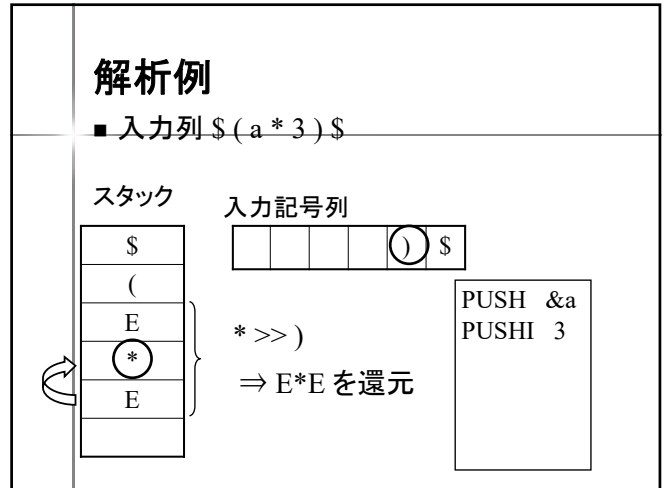 解析例
■ 入力列 $ ( a * 3 ) $
スタック
入力記号列
$
(
E
*
E
) $
* >> )
⇒ E*E を還元
PUSH &a
PUSHI 3